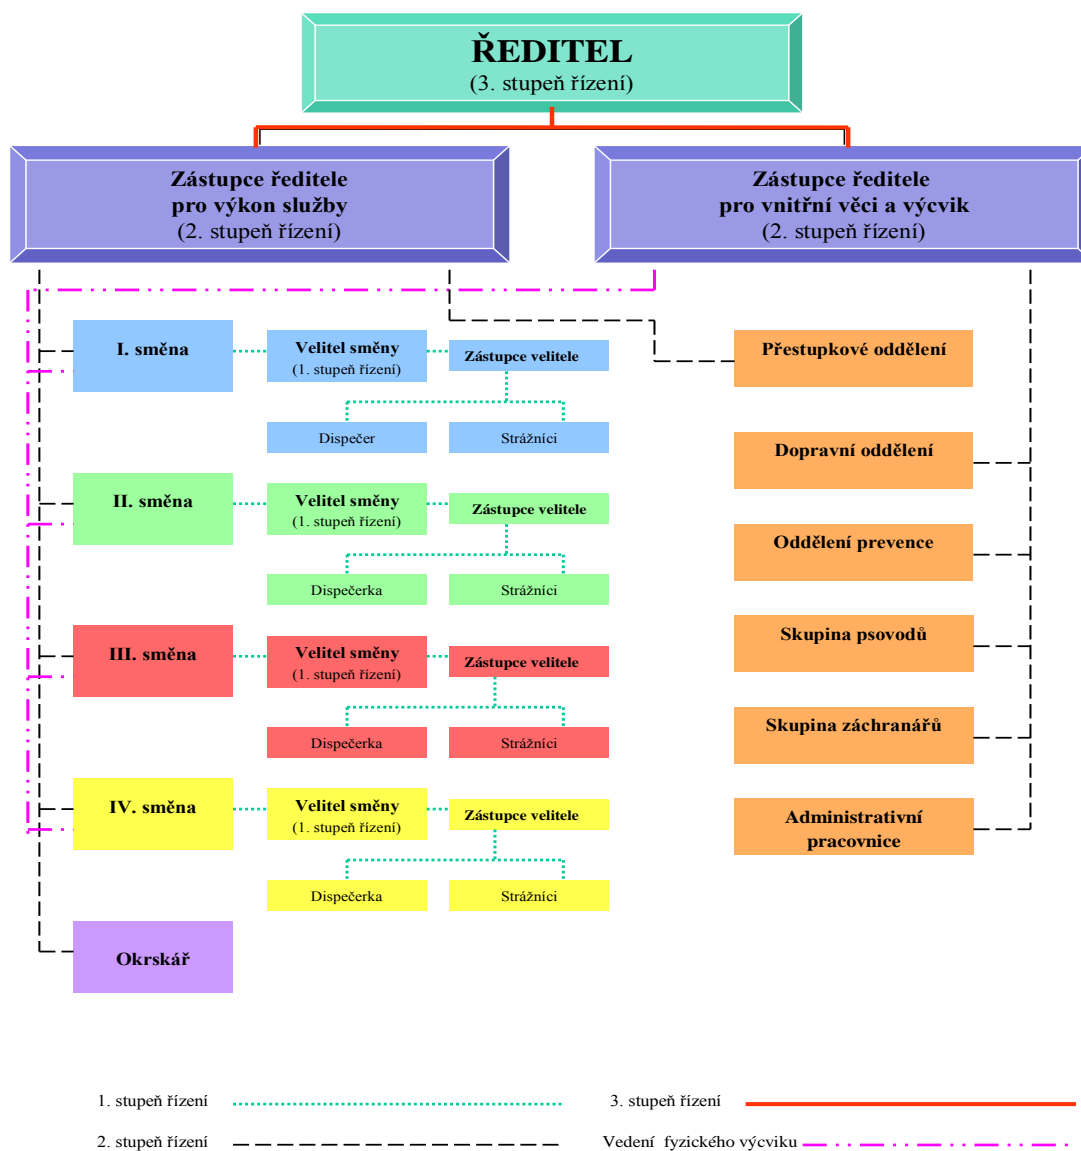 ŘEDITEL
(3. stupeň řízení)
Zástupce ředitele
pro výkon služby
(2. stupeň řízení)
Zástupce ředitele
pro vnitřní věci a výcvik
(2. stupeň řízení)
I. směna
Velitel směny
(1. stupeň řízení)
Zástupce velitele
Dispečer
Strážníci
II. směna
Velitel směny
(1. stupeň řízení)
Zástupce velitele
Dispečerka
Strážníci
III. směna
Velitel směny
(1. stupeň řízení)
Zástupce velitele
Dispečerka
Strážníci
IV. směna
Velitel směny
(1. stupeň řízení)
Zástupce velitele
Dispečerka
Strážníci
Okrskář
Přestupkové oddělení
Dopravní oddělení
Oddělení prevence
Skupina psovodů
Skupina záchranářů
Administrativní
pracovnice
1. stupeň řízení
3. stupeň řízení
2. stupeň řízení
Vedení fyzického výcviku